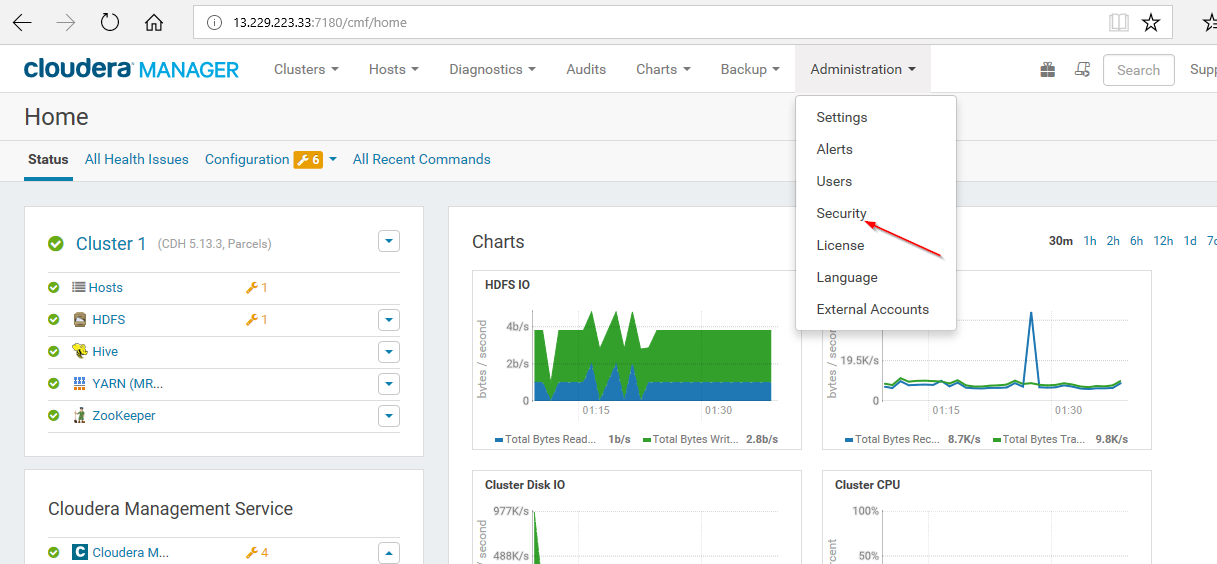 13.229.223.33:7180/cmf/home
cloudera MANAGER Clusters Hosts Diagnostics Audits Charts Backup Administration Search Supp
Home
Status All Health Issues Configuration 6 All Recent Commands
Settings
Alerts
Users
Security
License
Language
External Accounts
Cluster 1 (CDH 5.13.3, Parcels)
Hosts 1
HDFS 1
Hive
YARN (MR...
ZooKeeper
Cloudera Management Service
Cloudera M... 4
Charts
30m 1h 2h 6h 12h 1d 7d
HDFS IO
bytes / second
4b/s
2b/s
0
01:15 01:30
Total Bytes Read... 1b/s Total Bytes Writ... 2.8b/s
bytes /
19.5K/s
0
01:15 01:30
Total Bytes Rec... 8.7K/s Total Bytes Tra... 9.8K/s
Cluster Disk IO
second
977K/s
488K/s
Cluster CPU
percent
100%
50%